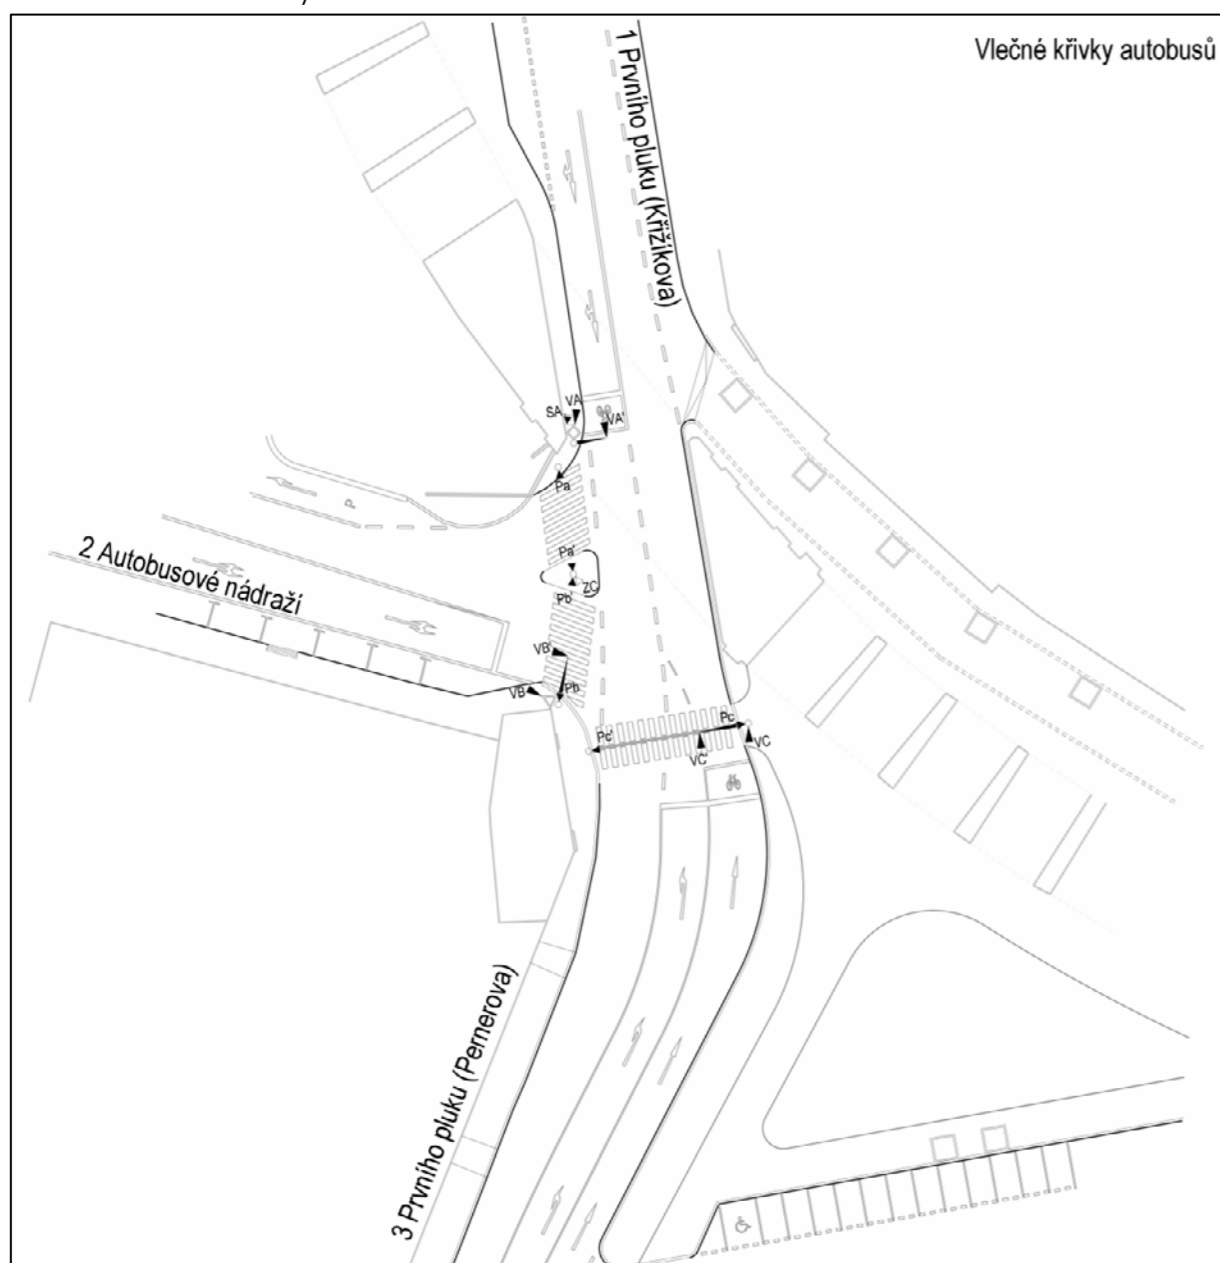 Vlečné křivky autobusů
1 Prvního pluku (Křižíkova)
SA
VA
VA'
Pa
P
2 Autobusové nádraží
Pa'
ZC
Pb'
VB'
VB
Pb
Pc'
Pc
VC'
VC
3 Prvního pluku (Pernerova)